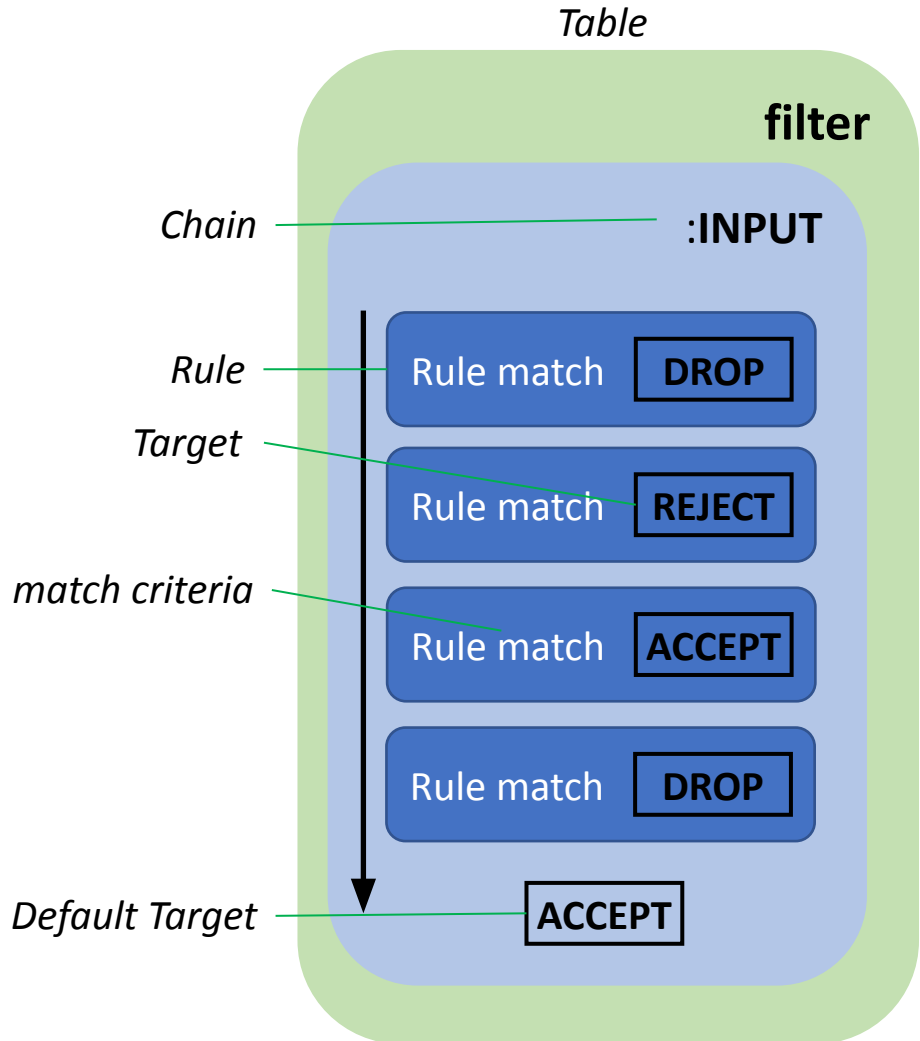 Table
filter
Chain
:INPUT
Rule
Rule match
DROP
Target
Rule match
REJECT
match criteria
Rule match
ACCEPT
Rule match
DROP
Default Target
ACCEPT